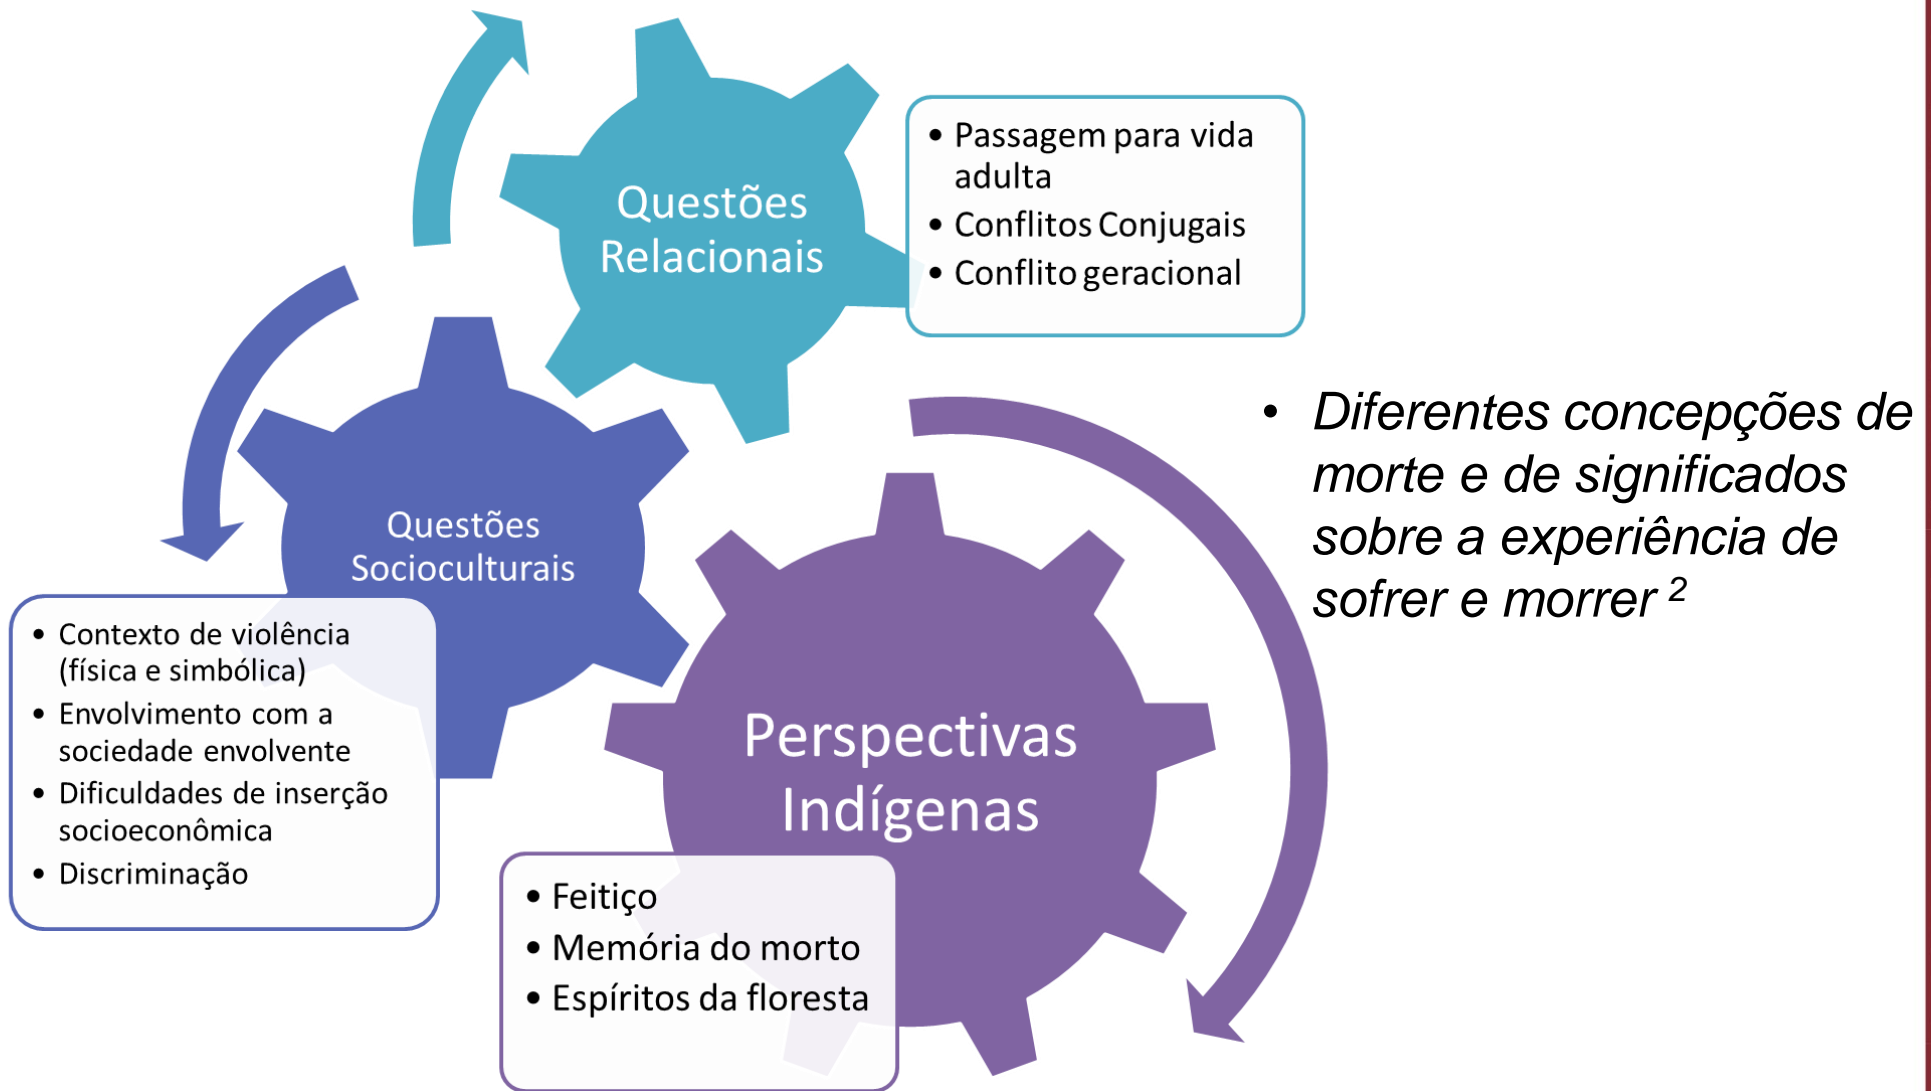 Questões
Relacionais
• Passagem para vida
adulta
• Conflitos Conjugais
• Conflito geracional
Questões
Socioculturais
• Contexto de violência
(física e simbólica)
• Envolvimento com a
sociedade envolvente
• Dificuldades de inserção
socioeconômica
• Discriminação
Perspectivas
Indígenas
• Feitiço
• Memória do morto
• Espíritos da floresta
• Diferentes concepções de
morte e de significados
sobre a experiência de
sofrer e morrer ²